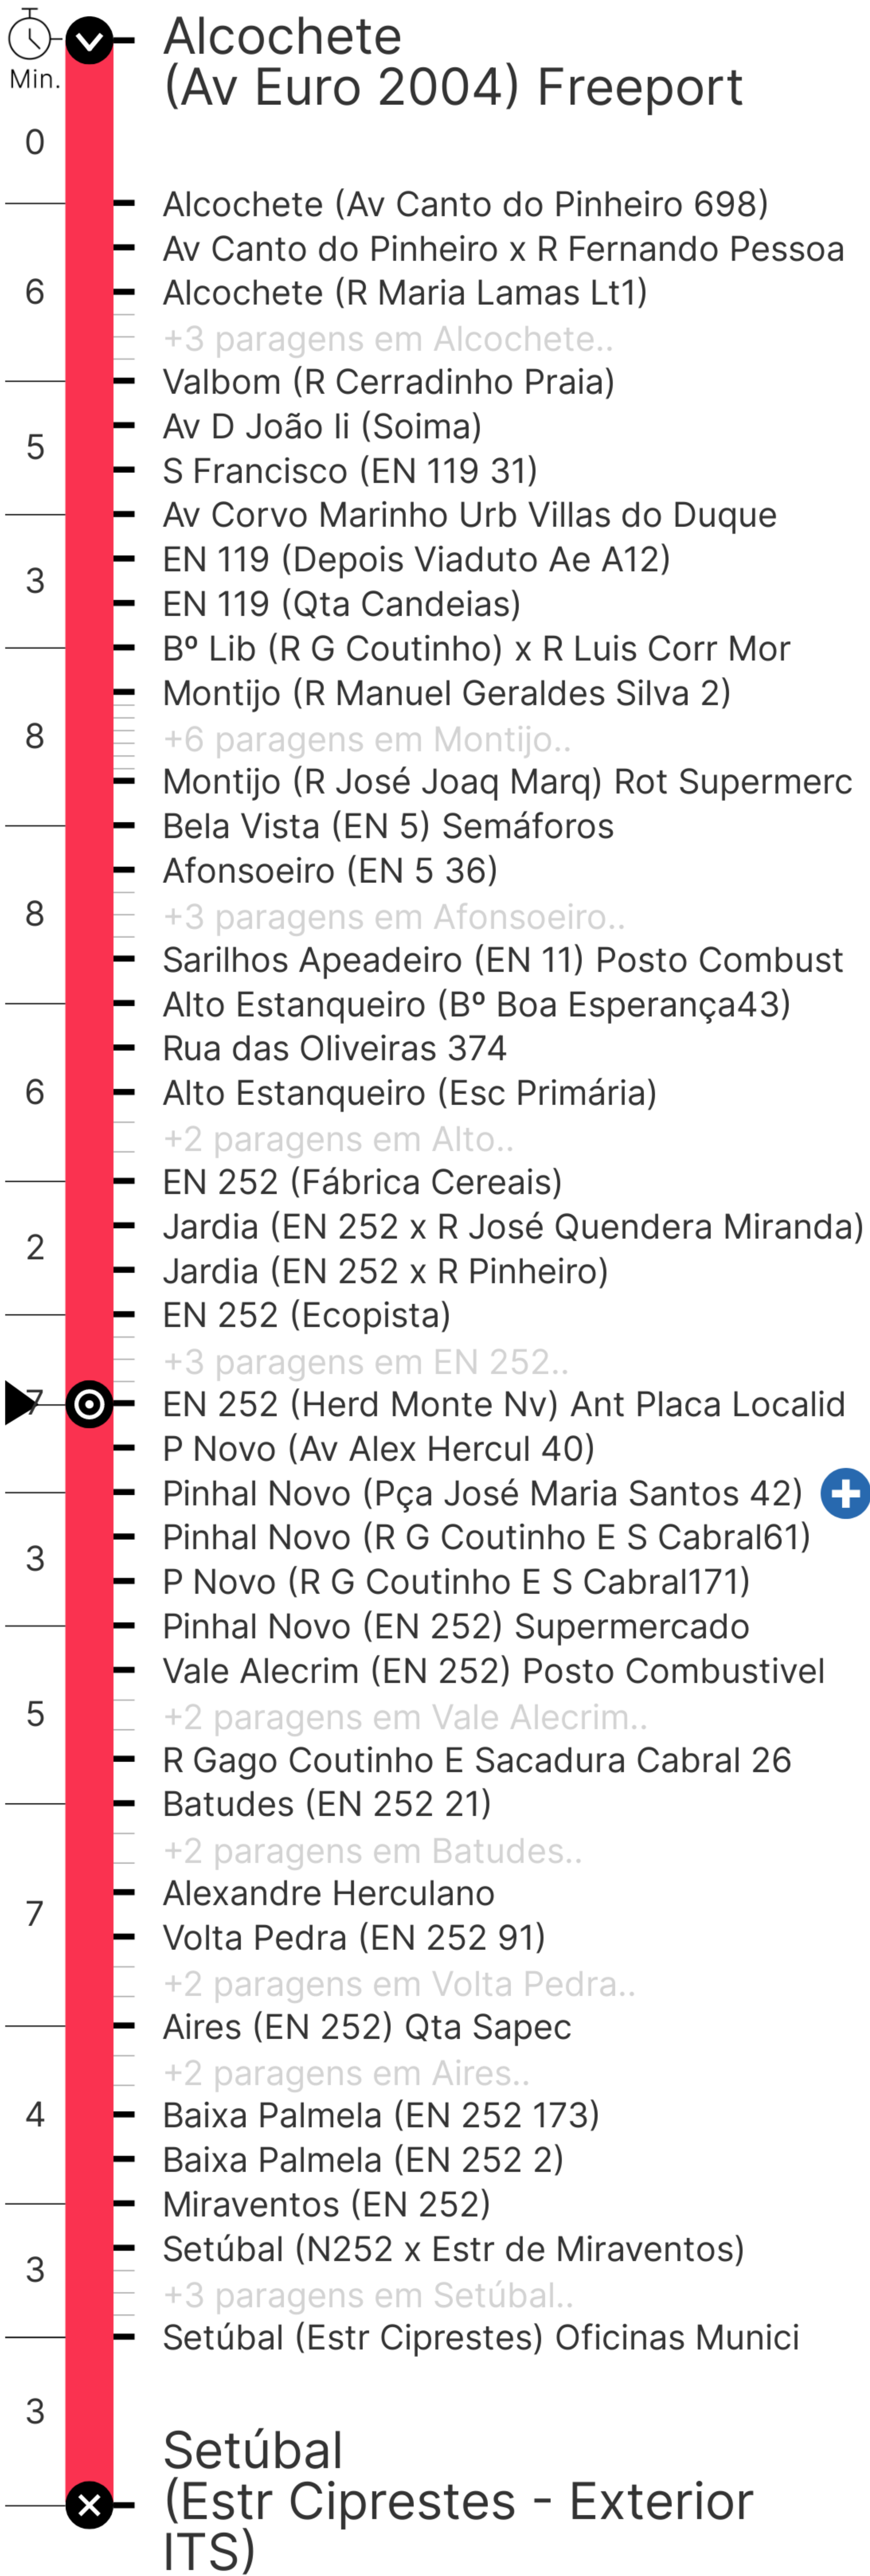 Alcochete
(Av Euro 2004) Freeport
Min.
0
Alcochete (Av Canto do Pinheiro 698)
Av Canto do Pinheiro x R Fernando Pessoa
6
Alcochete (R Maria Lamas Lt1)
+3 paragens em Alcochete..
Valbom (R Cerradinho Praia)
Av D João Ii (Soima)
5
S Francisco (EN 119 31)
Av Corvo Marinho Urb Villas do Duque
EN 119 (Depois Viaduto Ae A12)
3
EN 119 (Qta Candeias)
Bº Lib (R G Coutinho) x R Luis Corr Mor
Montijo (R Manuel Geraldes Silva 2)
8
+6 paragens em Montijo..
Montijo (R José Joaq Marq) Rot Supermerc
Bela Vista (EN 5) Semáforos
Afonsoeiro (EN 5 36)
8
+3 paragens em Afonsoeiro..
Sarilhos Apeadeiro (EN 11) Posto Combust
Alto Estanqueiro (Bº Boa Esperança43)
Rua das Oliveiras 374
6
Alto Estanqueiro (Esc Primária)
+2 paragens em Alto..
EN 252 (Fábrica Cereais)
Jardia (EN 252 x R José Quendera Miranda)
2
Jardia (EN 252 x R Pinheiro)
EN 252 (Ecopista)
+3 paragens em EN 252..
7
EN 252 (Herd Monte Nv) Ant Placa Localid
P Novo (Av Alex Hercul 40)
Pinhal Novo (Pça José Maria Santos 42)
Pinhal Novo (R G Coutinho E S Cabral61)
3
P Novo (R G Coutinho E S Cabral171)
Pinhal Novo (EN 252) Supermercado
Vale Alecrim (EN 252) Posto Combustivel
5
+2 paragens em Vale Alecrim..
R Gago Coutinho E Sacadura Cabral 26
Batudes (EN 252 21)
+2 paragens em Batudes..
Alexandre Herculano
7
Volta Pedra (EN 252 91)
+2 paragens em Volta Pedra..
Aires (EN 252) Qta Sapec
+2 paragens em Aires..
4
Baixa Palmela (EN 252 173)
Baixa Palmela (EN 252 2)
Miraventos (EN 252)
Setúbal (N252 x Estr de Miraventos)
3
+3 paragens em Setúbal..
Setúbal (Estr Ciprestes) Oficinas Munici
3
Setúbal
(Estr Ciprestes - Exterior
ITS)